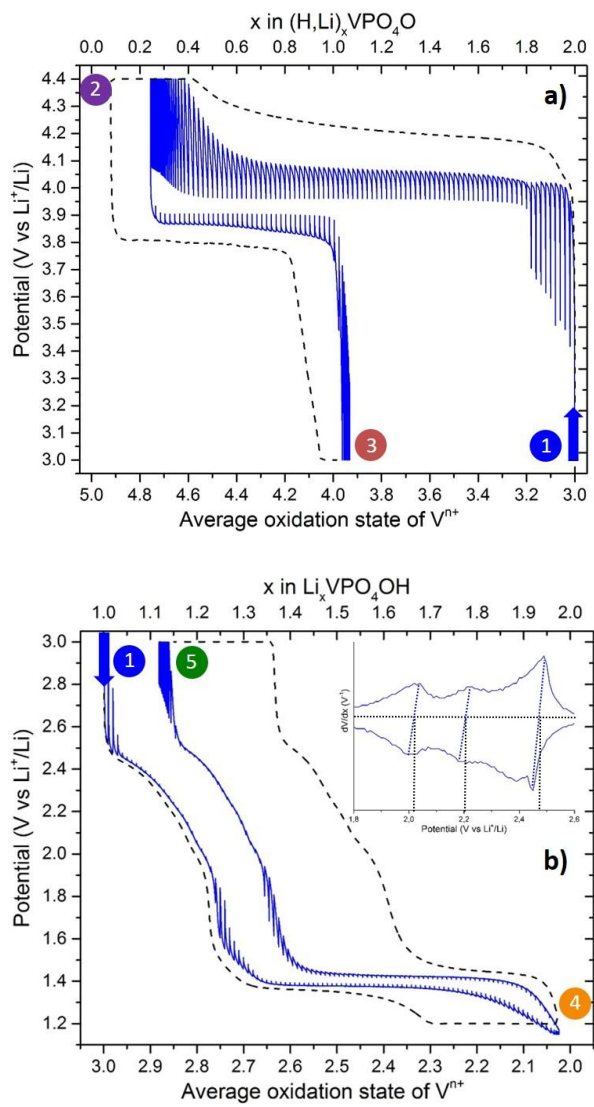 x in (H,Li)ₓVPO₄O
0.0 0.2 0.4 0.6 0.8 1.0 1.2 1.4 1.6 1.8 2.0
4.4
4.3
4.2
4.1
4.0
3.9
3.8
3.7
3.6
3.5
3.4
3.3
3.2
3.1
3.0
Potential (V vs Li⁺/Li)
2
a)
3
1
5.0 4.8 4.6 4.4 4.2 4.0 3.8 3.6 3.4 3.2 3.0
Average oxidation state of Vⁿ⁺
x in LiₓVPO₄OH
1.0 1.1 1.2 1.3 1.4 1.5 1.6 1.7 1.8 1.9 2.0
3.0
2.8
2.6
2.4
2.2
2.0
1.8
1.6
1.4
1.2
Potential (V vs Li⁺/Li)
1
5
dV/dx (V⁻¹)
1,8 2,0 2,2 2,4 2,6
Potential (V vs Li⁺/Li)
b)
4
3.0 2.9 2.8 2.7 2.6 2.5 2.4 2.3 2.2 2.1 2.0
Average oxidation state of Vⁿ⁺